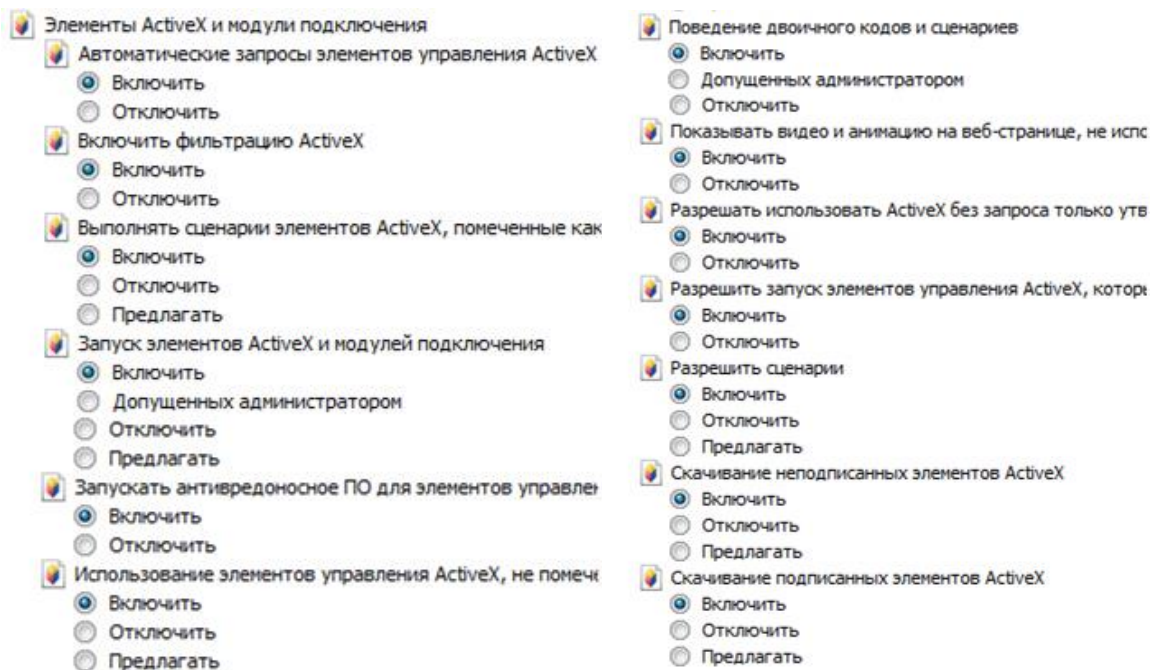 Элементы ActiveX и модули подключения
Автоматические запросы элементов управления ActiveX
Включить
Отключить
Включить фильтрацию ActiveX
Включить
Отключить
Выполнять сценарии элементов ActiveX, помеченные как
Включить
Отключить
Предлагать
Запуск элементов ActiveX и модулей подключения
Включить
Допущенных администратором
Отключить
Предлагать
Запускать антивредоносное ПО для элементов управлен
Включить
Отключить
Использование элементов управления ActiveX, не помече
Включить
Отключить
Предлагать
Поведение двоичного кодов и сценариев
Включить
Допущенных администратором
Отключить
Показывать видео и анимацию на веб-странице, не испо
Включить
Отключить
Разрешать использовать ActiveX без запроса только утв
Включить
Отключить
Разрешить запуск элементов управления ActiveX, которы
Включить
Отключить
Разрешить сценарии
Включить
Отключить
Предлагать
Скачивание неподписанных элементов ActiveX
Включить
Отключить
Предлагать
Скачивание подписанных элементов ActiveX
Включить
Отключить
Предлагать